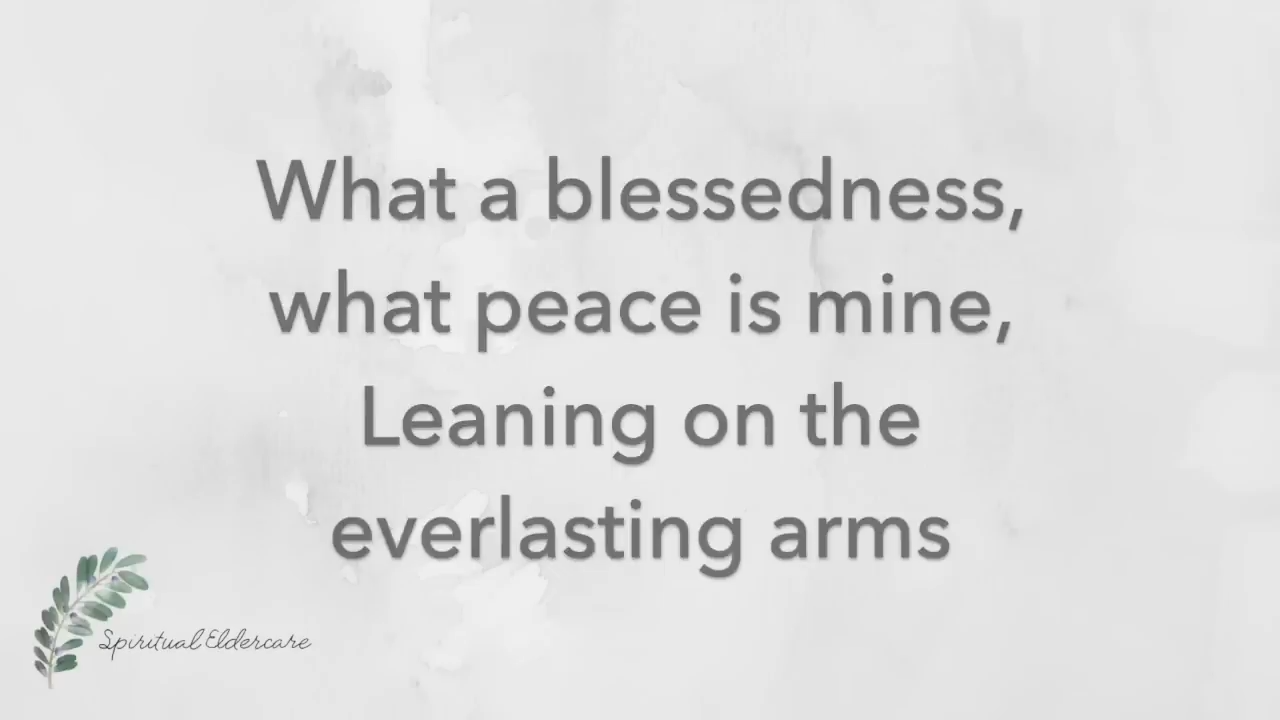 What a blessedness,
what peace is mine,
Leaning on the
everlasting arms
Spiritual Eldercare